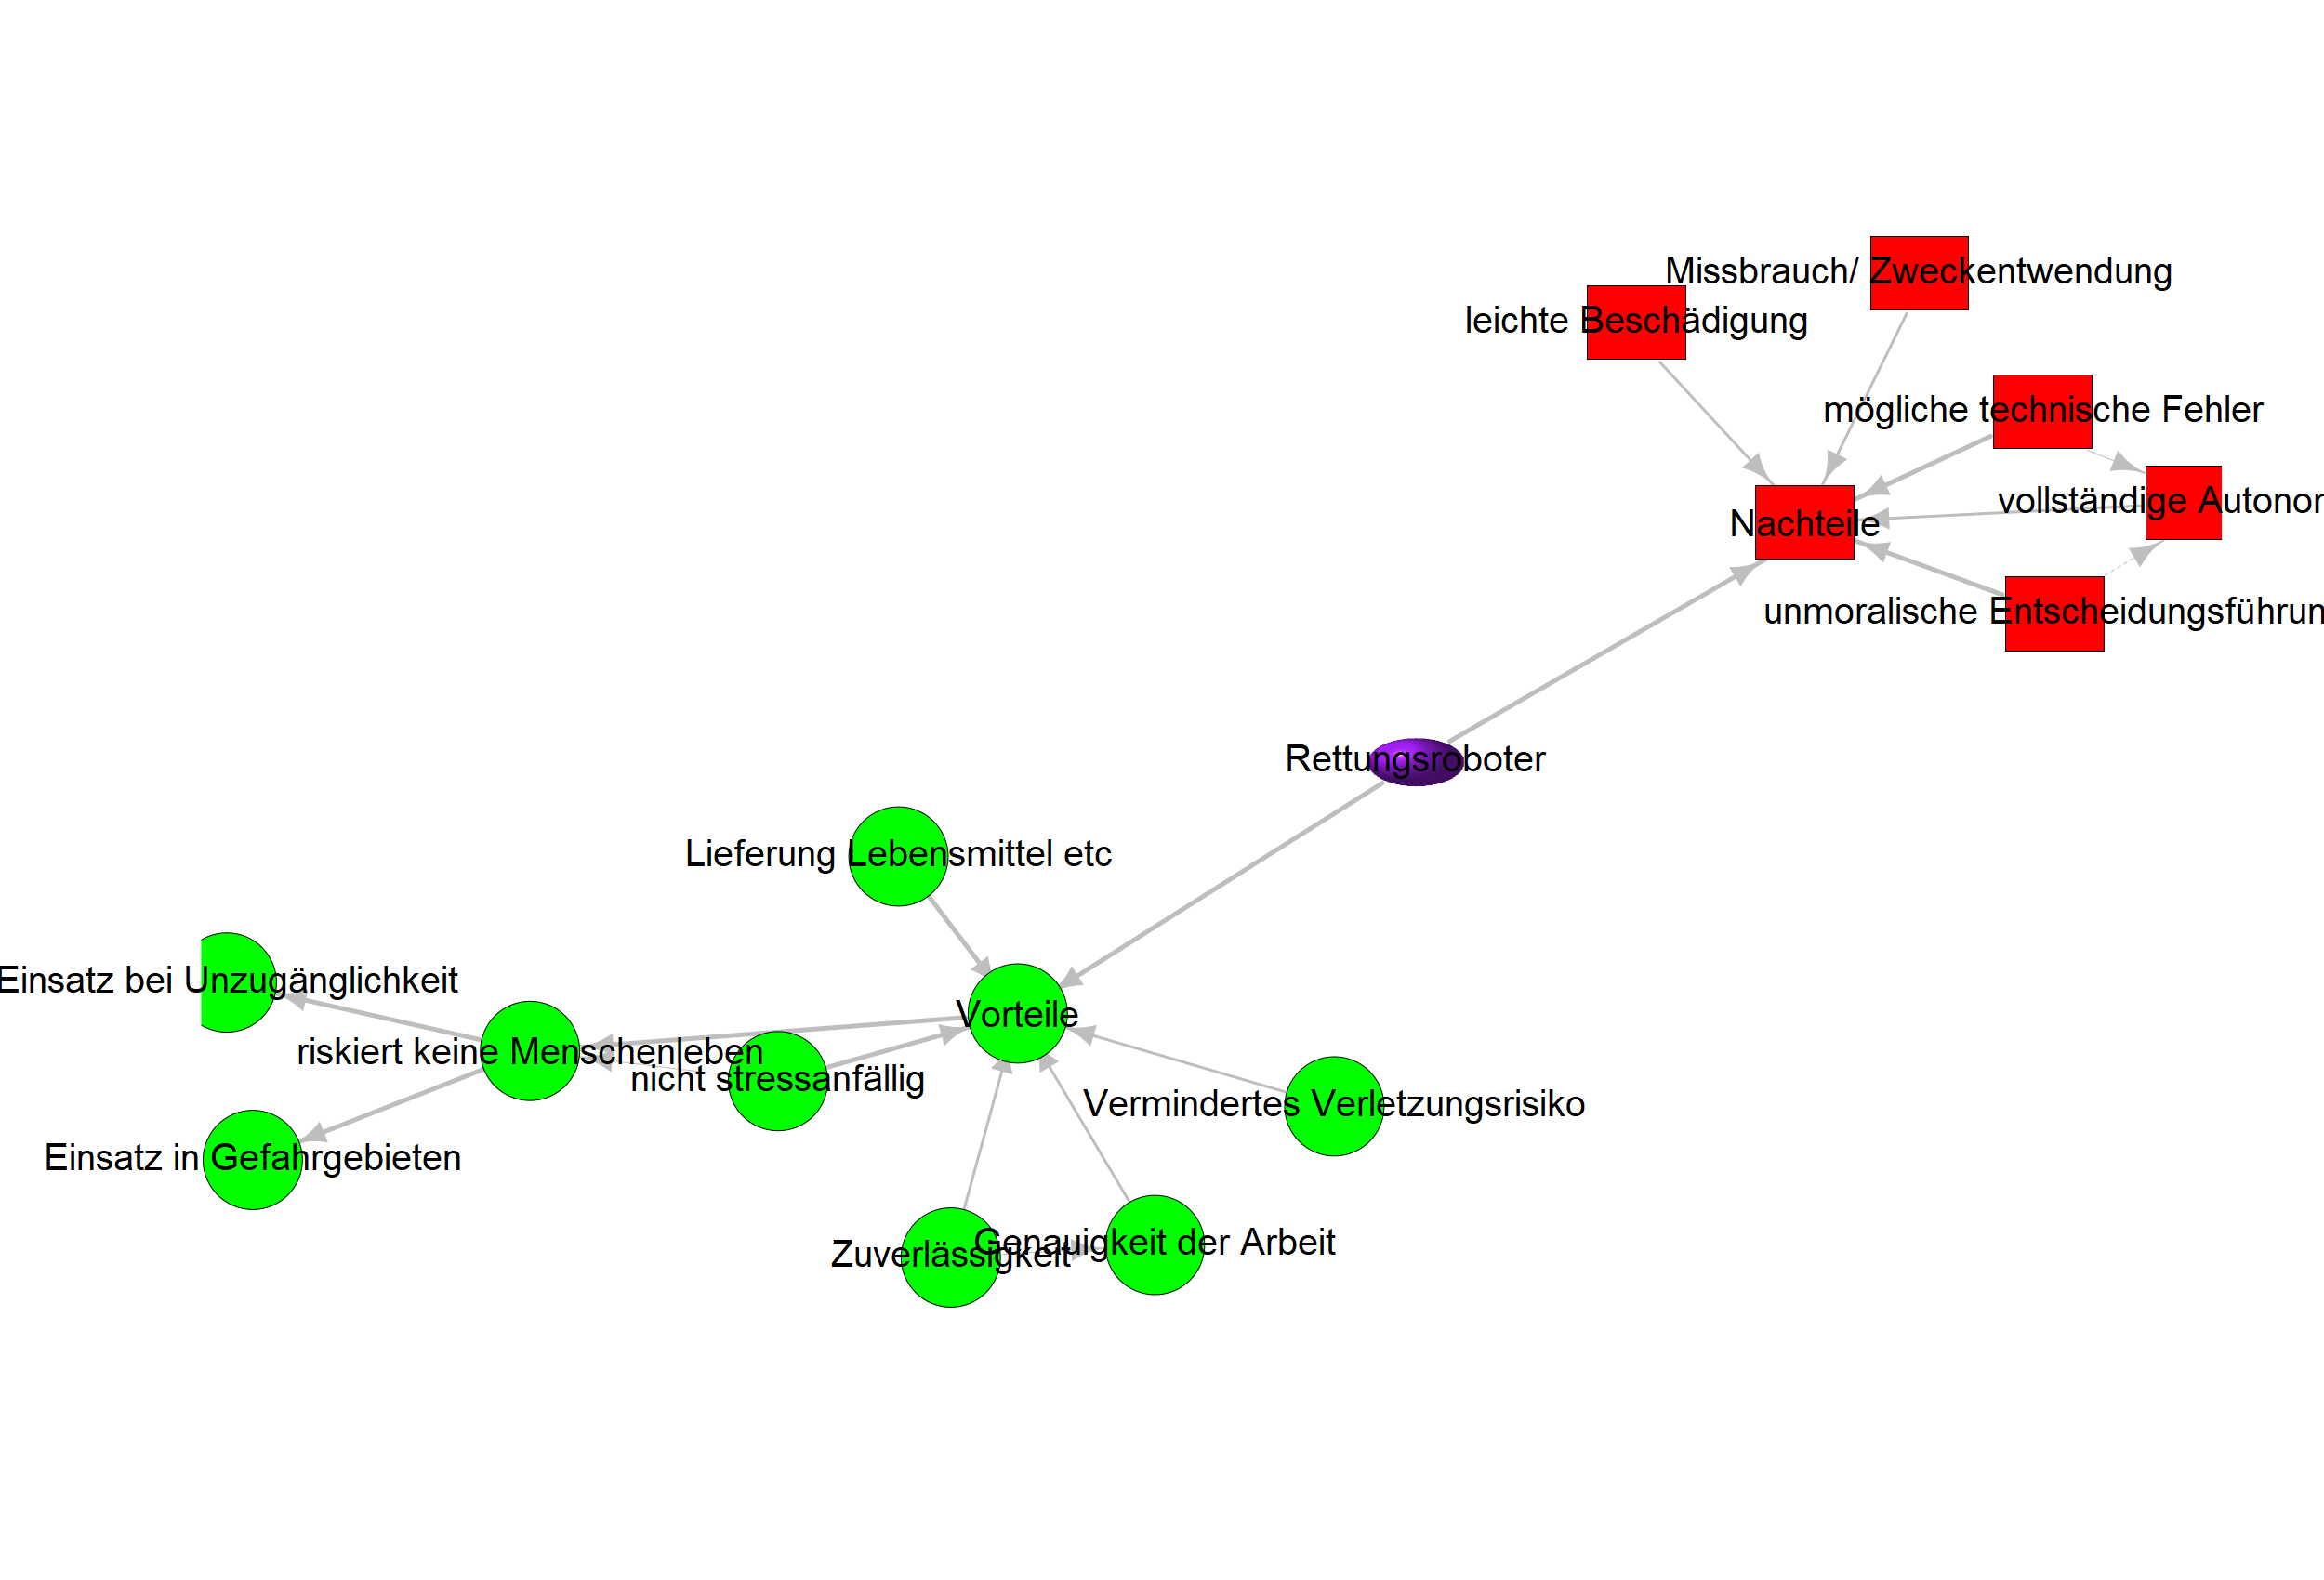 Missbrauch/ Zweckentwendung
leichte Beschädigung
mögliche technische Fehler
vollständige Autonor
Nachteile
unmoralische Entscheidungsführun
Rettungsroboter
Lieferung Lebensmittel etc
Einsatz bei Unzugänglichkeit
Vorteile
riskiert keine Menschenleben
nicht stressanfällig
Vermindertes Verletzungsrisiko
Einsatz in Gefahrgebieten
Genauigkeit der Arbeit
Zuverlässigkeit